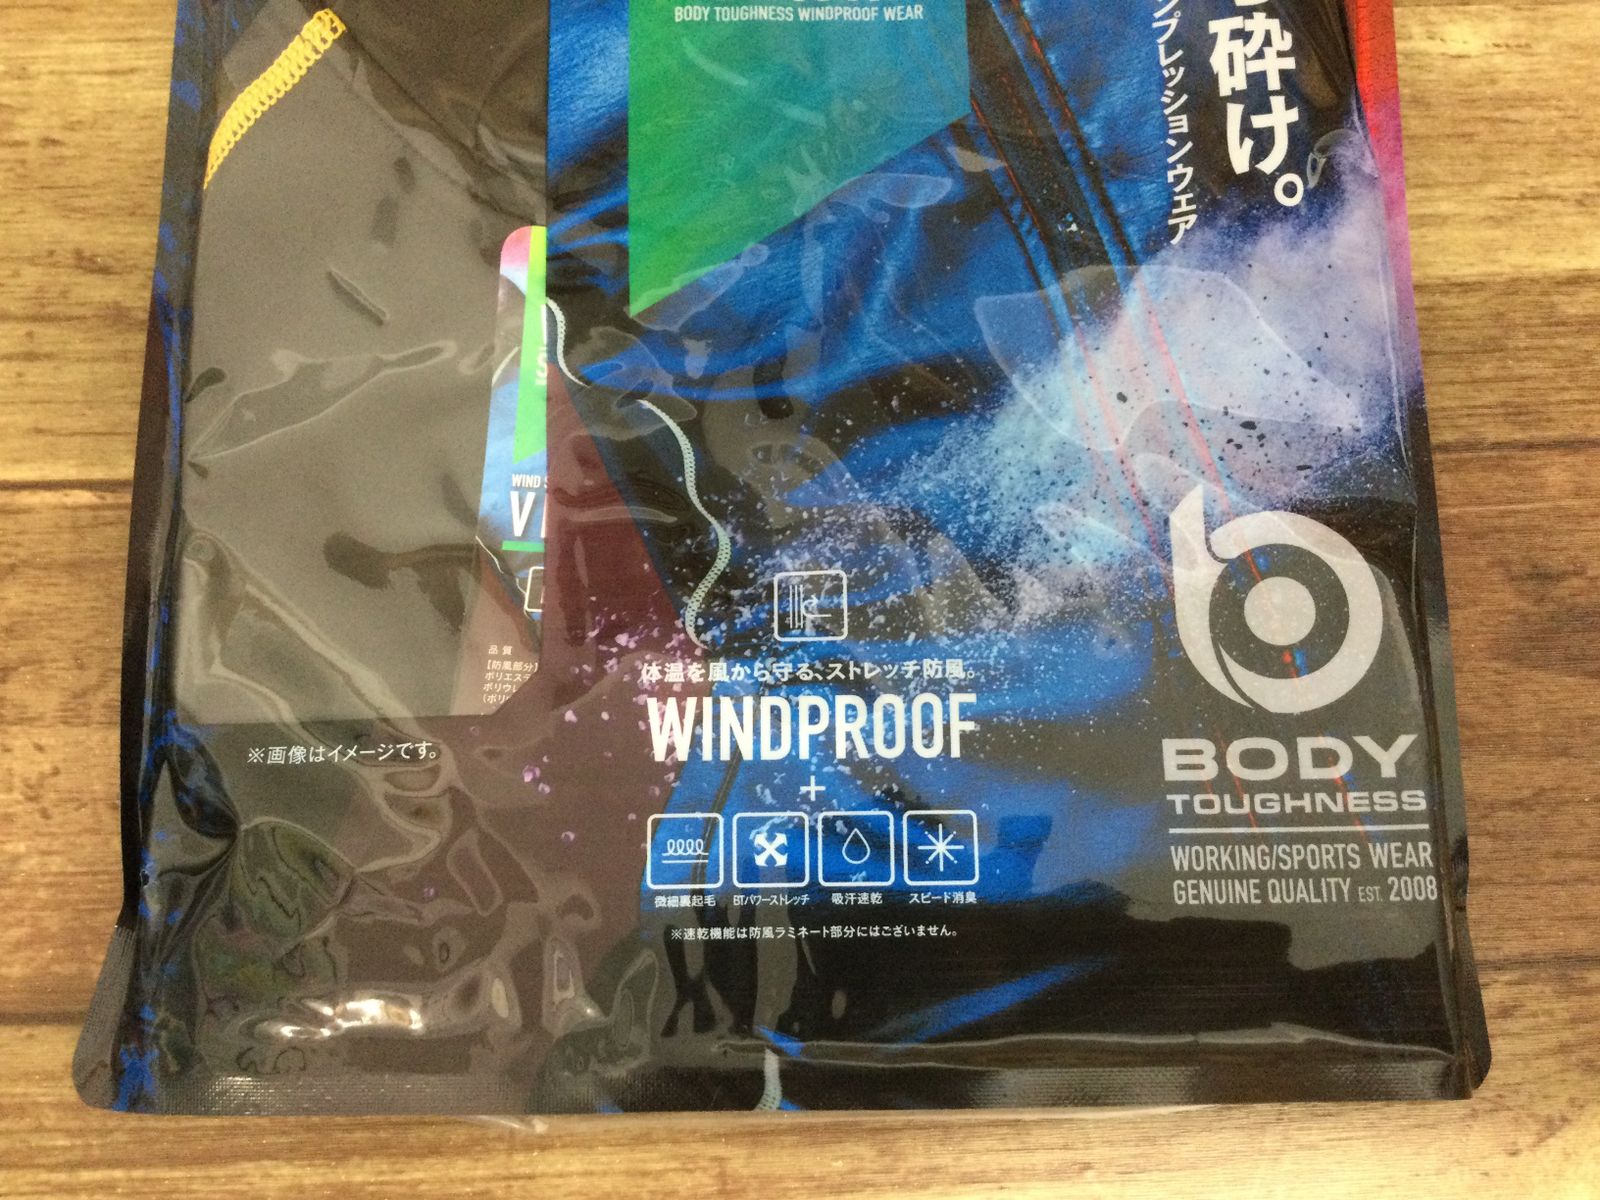 BODY TOUGHNESS WINDPROOF WEAR
砕け。
プレッションウェア
WIND
品 質
【防風部分】
ポリエステ
ポリウレ
体温を風から守る、ストレッチ防風。
WINDPROOF
+
微細裏起毛 BTパワーストレッチ 吸汗速乾 スピード消臭
※速乾機能は防風ラミネート部分にはございません。
※画像はイメージです。
BODY
TOUGHNESS
WORKING/SPORTS WEAR
GENUINE QUALITY EST. 2008